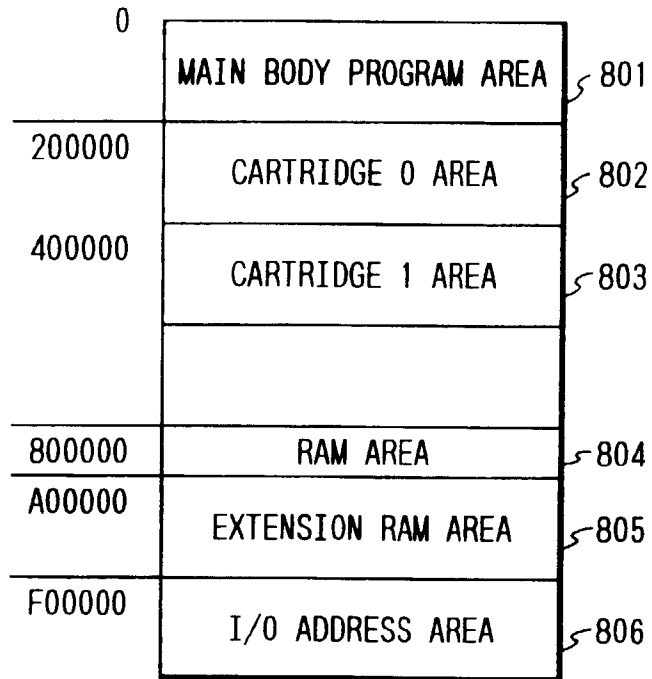 0
MAIN BODY PROGRAM AREA 801
200000
CARTRIDGE 0 AREA 802
400000
CARTRIDGE 1 AREA 803
800000 RAM AREA 804
A00000
EXTENSION RAM AREA 805
F00000
I/O ADDRESS AREA 806